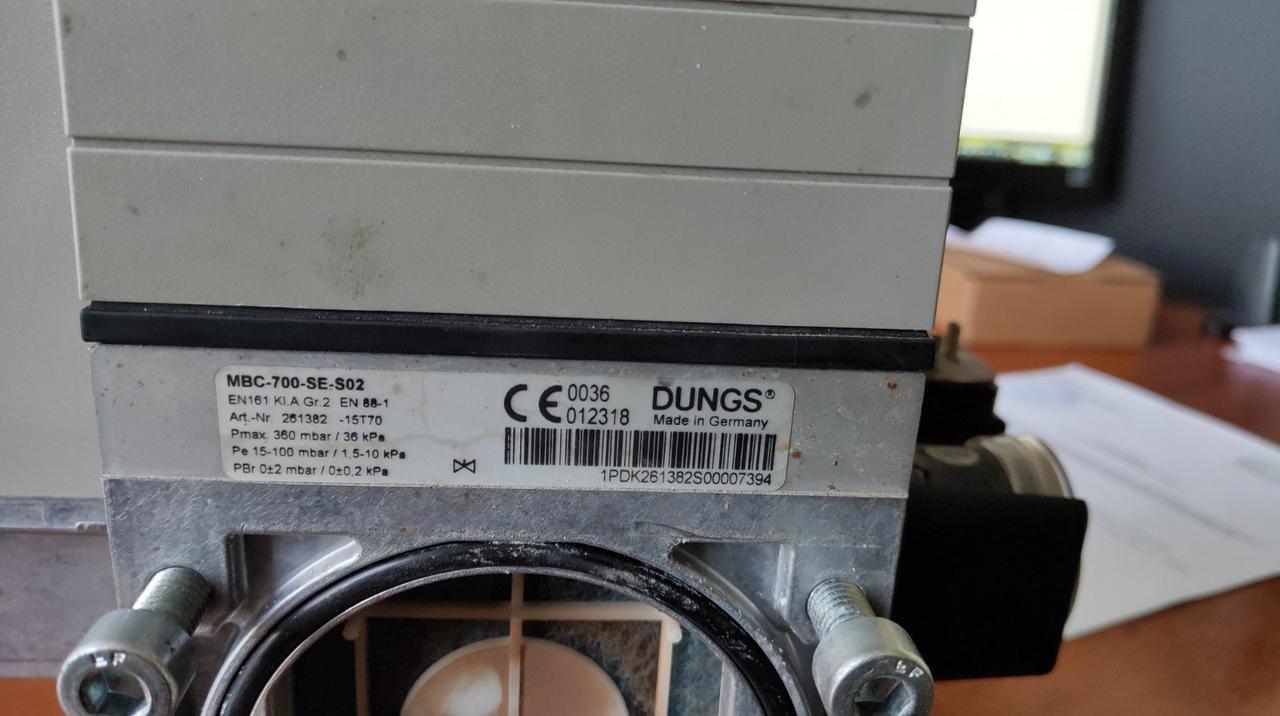 MBC-700-SE-S02
EN161 Kl.A Gr.2 EN 88-1
Art.-Nr. 261382 -15T70
Pmax. 360 mbar / 36 kPa
Pe 15-100 mbar / 1,5-10 kPa
PBr 0±2 mbar / 0±0,2 kPa
CE 0036
012318
DUNGS®
Made in Germany
1PDK261382S00007394